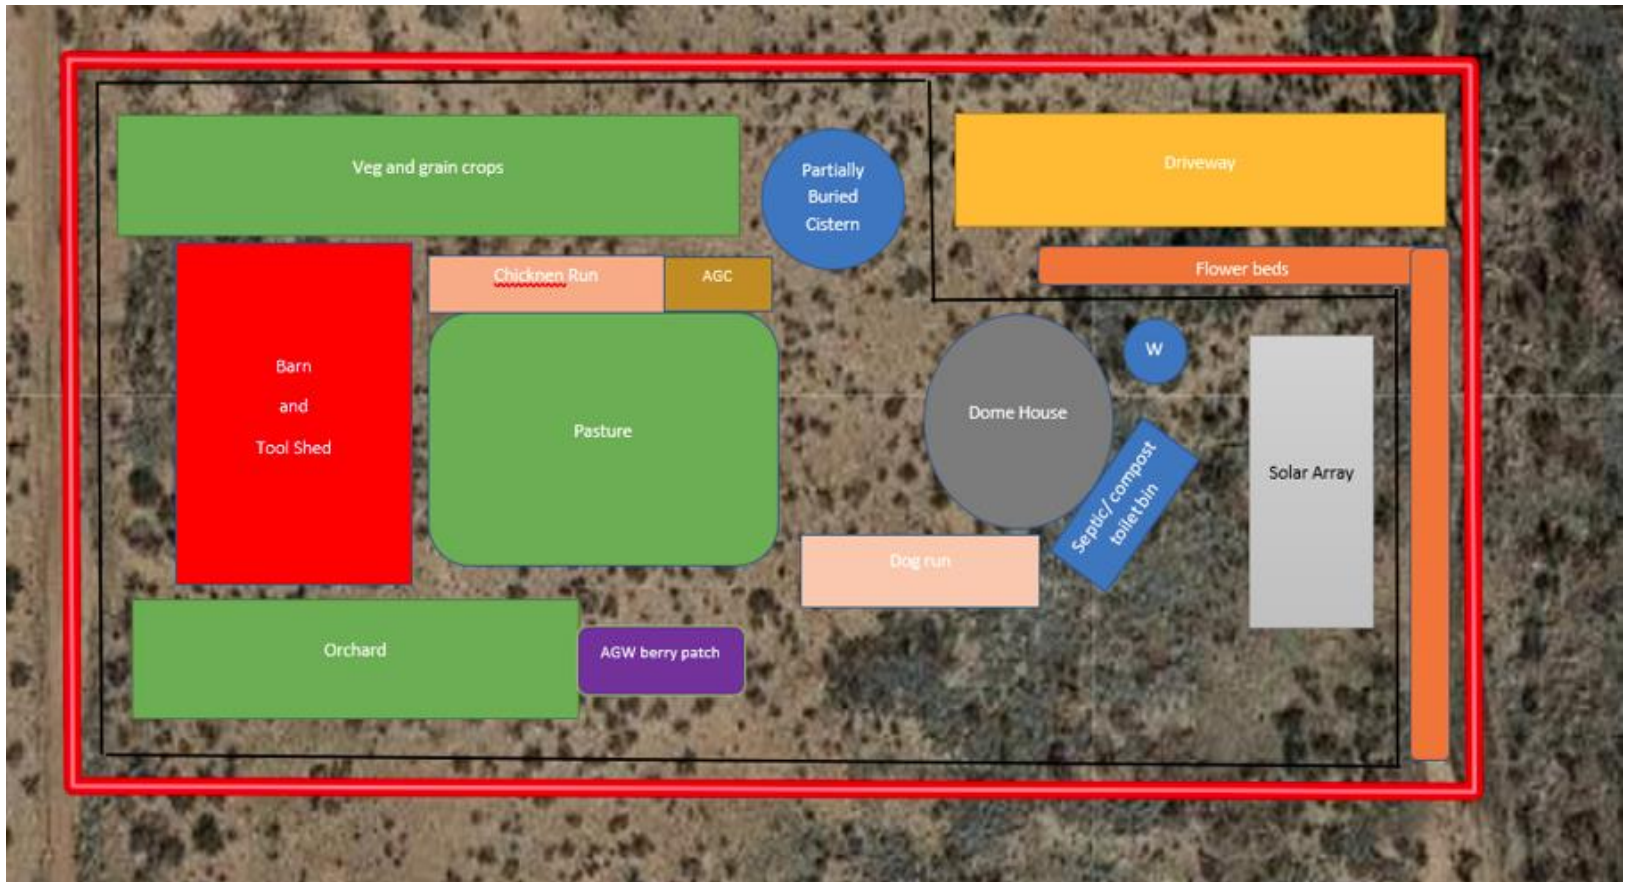 Veg and grain crops
Partially
Buried
Cistern
Driveway
Chicknen Run
AGC
Flower beds
Barn
and
Tool Shed
Pasture
Dome House
W
Septic/ compost
toilet bin
Solar Array
Dog run
Orchard
AGW berry patch